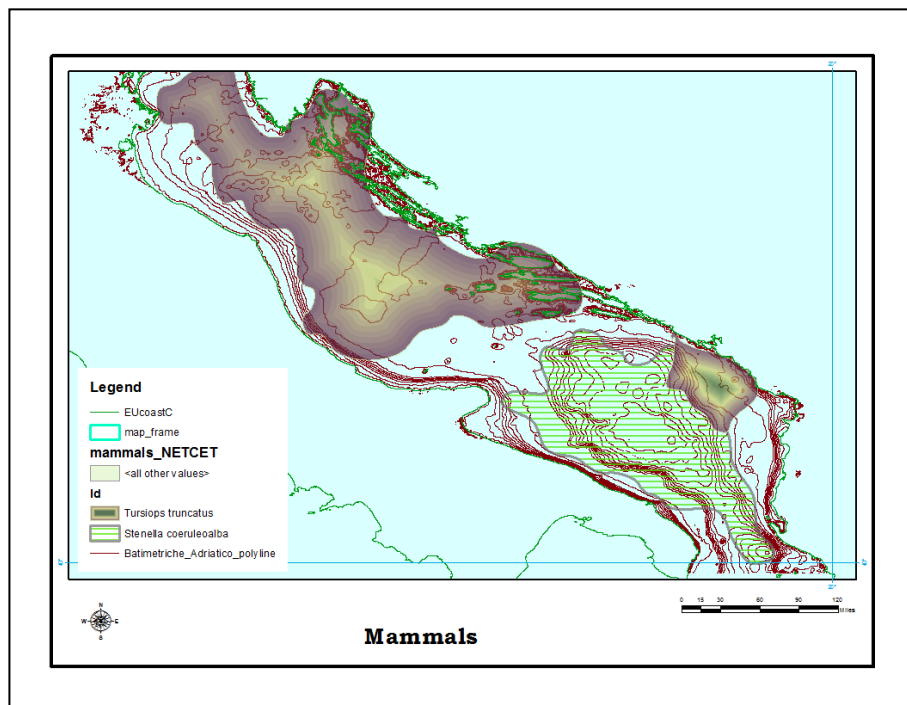 Legend
EUcoastC
map_frame
mammals_NETCET
<all other values>
Id
Tursiops truncatus
Stenella coeruleoalba
Batimetriche_Adriatico_polyline
N
W E
S
Mammals
0 15 30 60 90 120
Miles